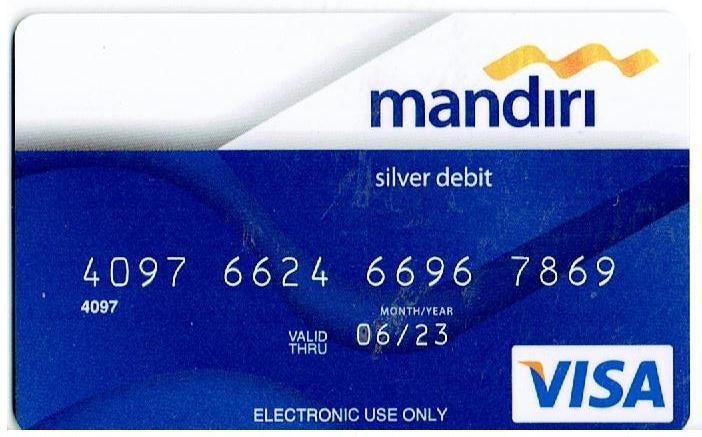 mandiri
silver debit
4097 6624 6696 7869
4097
MONTH/YEAR
VALID THRU 06/23
VISA
ELECTRONIC USE ONLY